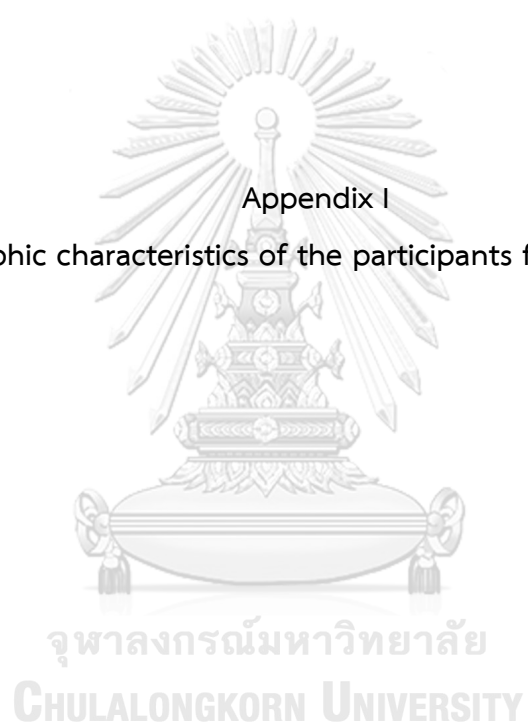 Appendix I
phic characteristics of the participants f
จุฬาลงกรณ์มหาวิทยาลัย
CHULALONGKORN UNIVERSITY